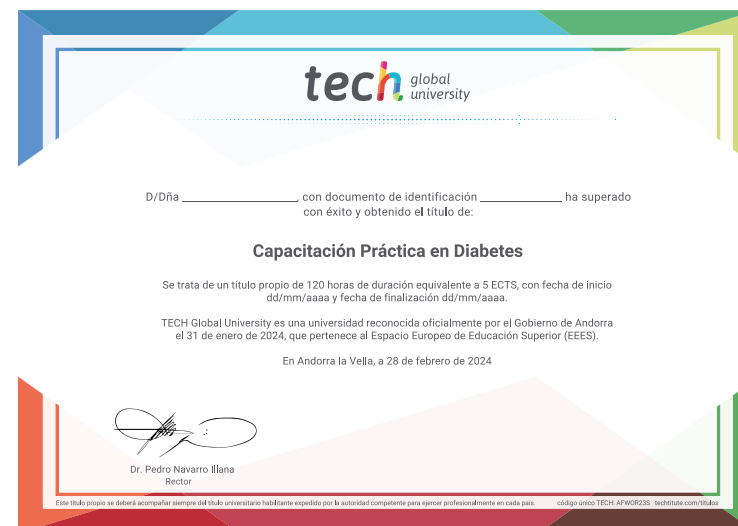 tech global university
D/Dña ______________, con documento de identificación ____________ ha superado
con éxito y obtenido el título de:
Capacitación Práctica en Diabetes
Se trata de un título propio de 120 horas de duración equivalente a 5 ECTS, con fecha de inicio
dd/mm/aaaa y fecha de finalización dd/mm/aaaa.
TECH Global University es una universidad reconocida oficialmente por el Gobierno de Andorra
el 31 de enero de 2024, que pertenece al Espacio Europeo de Educación Superior (EEES).
En Andorra la Vella, a 28 de febrero de 2024
Dr. Pedro Navarro Illana
Rector
Este título propio se deberá acompañar siempre del título universitario habilitante expedido por la autoridad competente para ejercer profesionalmente en cada país. código único TECH: AFWOR23S techtitute.com/titulos